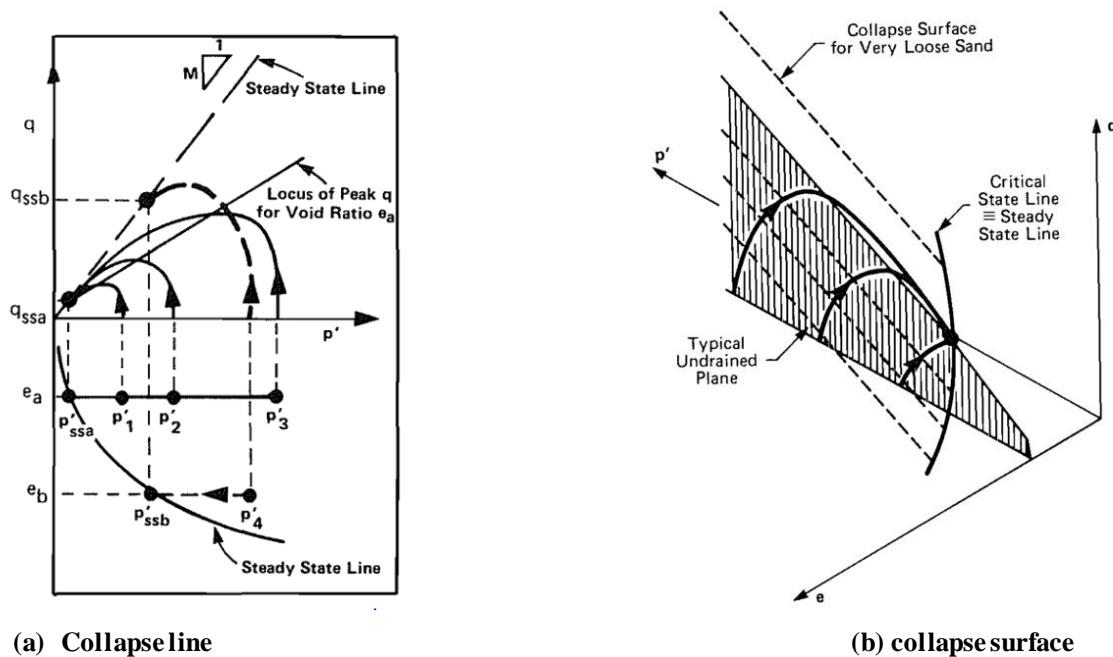 1
M
Steady State Line
q
Locus of Peak q
for Void Ratio eₐ
q_ssb
q_ssa
p'
e_a
p'_ssa
p'_1
p'_2
p'_3
e_b
p'_ssb
p'_4
Steady State Line
(a) Collapse line
Collapse Surface
for Very Loose Sand
p'
Critical
State Line
≡ Steady
State Line
Typical
Undrained
Plane
e
(b) collapse surface